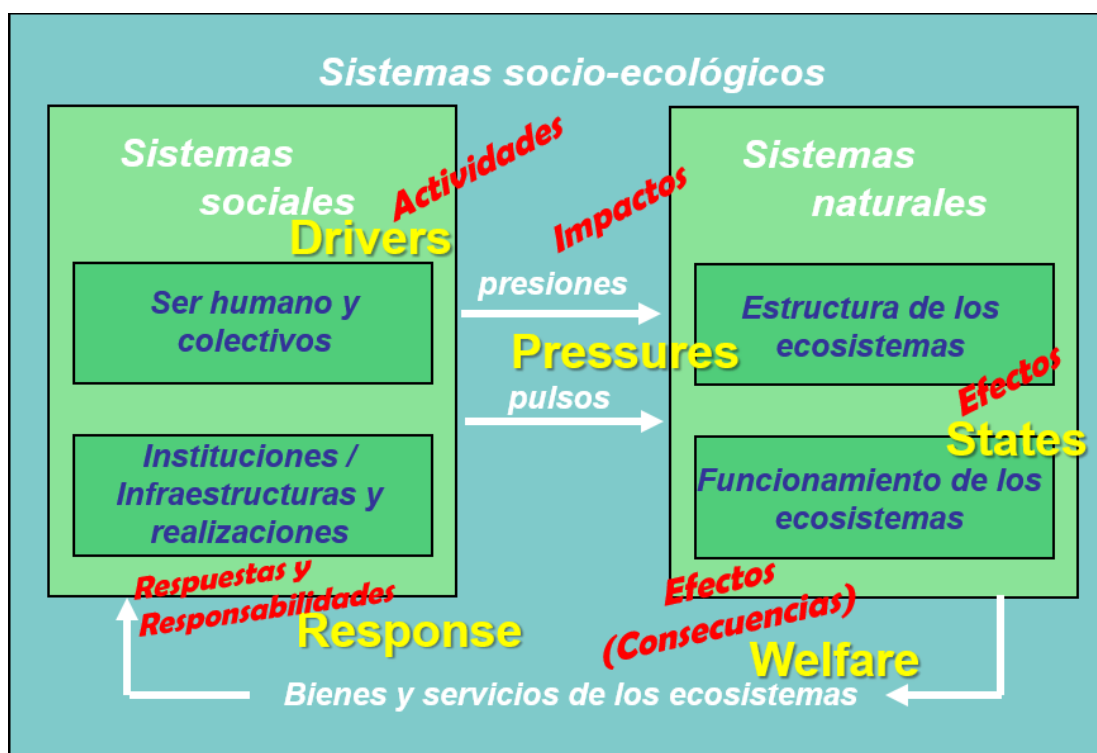 Sistemas socio-ecológicos
Sistemas
sociales
Actividades
Drivers
Ser humano y
colectivos
Instituciones /
Infraestructuras y
realizaciones
Impactos
presiones
Pressures
pulsos
Sistemas
naturales
Estructura de los
ecosistemas
Efectos
States
Funcionamiento de los
ecosistemas
Respuestas y
Responsabilidades
Response
Efectos
(Consecuencias)
Welfare
Bienes y servicios de los ecosistemas